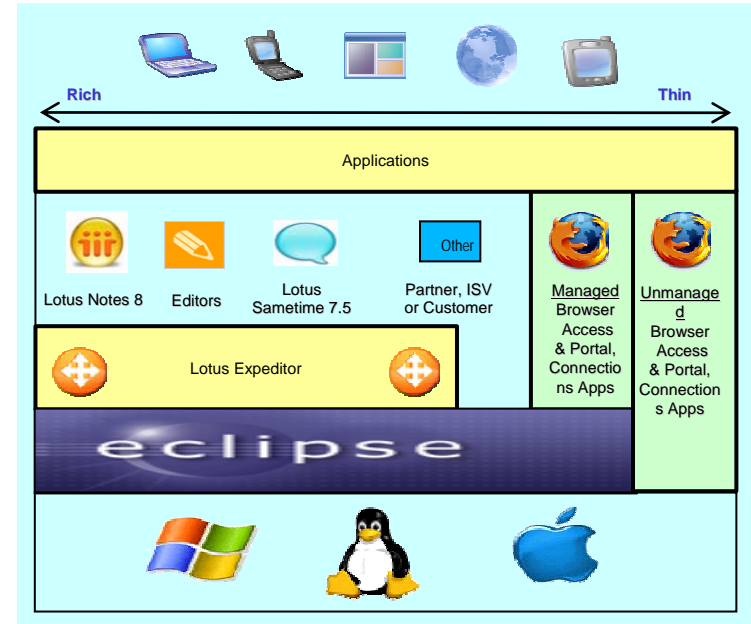 Rich
Thin
Applications
Lotus Notes 8
Editors
Lotus
Sametime 7.5
Other
Partner, ISV
or Customer
Managed
Browser
Access
& Portal,
Connectio
ns Apps
Unmanage
d
Browser
Access
& Portal,
Connection
s Apps
Lotus Expeditor
eclipse